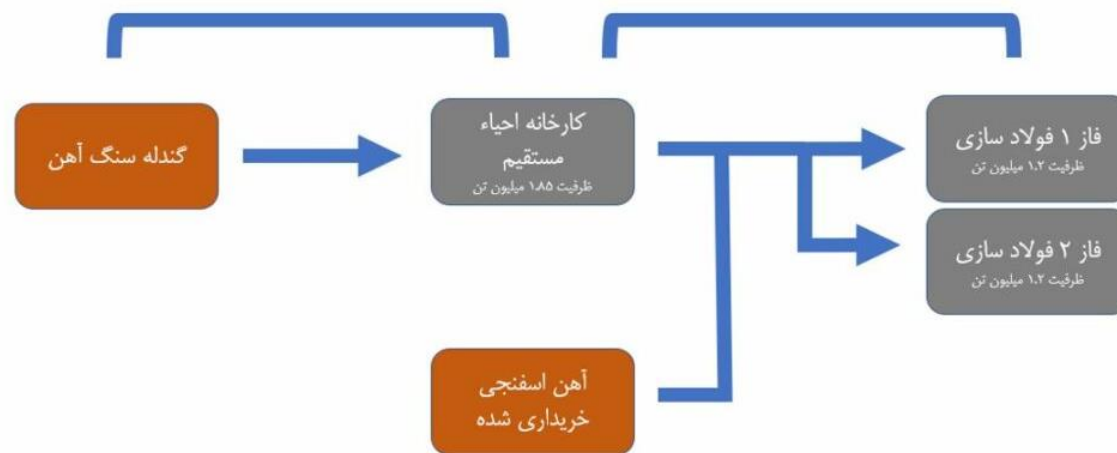 گندله سنگ آهن
کارخانه احیاء
مستقیم
ظرفیت ۱.۸۵ میلیون تن
فاز ۱ فولاد سازی
ظرفیت ۱.۲ میلیون تن
فاز ۲ فولاد سازی
ظرفیت ۱.۲ میلیون تن
آهن اسفنجی
خریداری شده